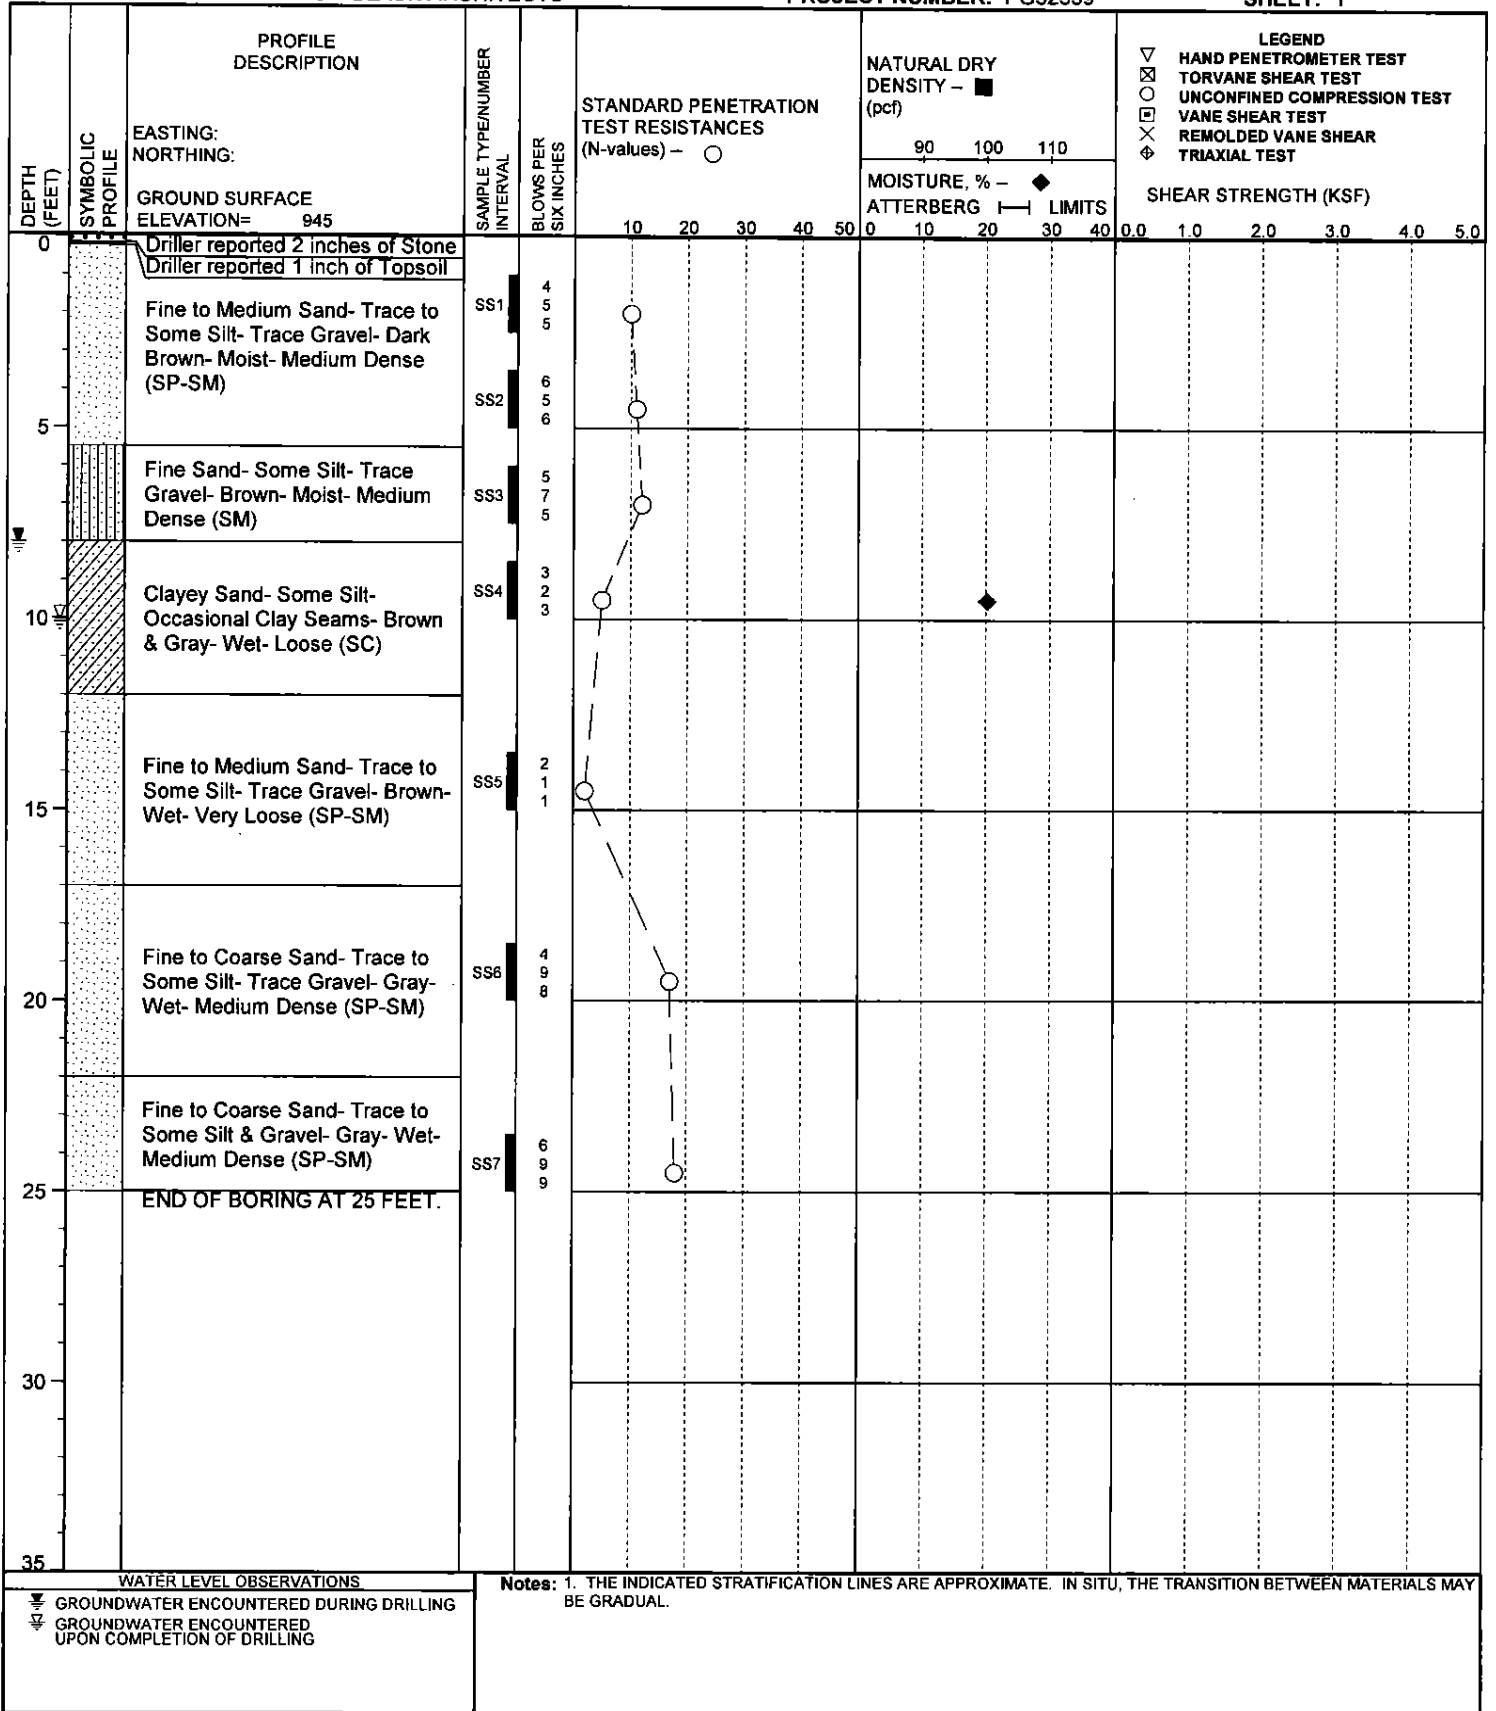 SHEET: 1
PROFILE
DESCRIPTION
EASTING:
NORTHING:
GROUND SURFACE
ELEVATION= 945
DEPTH
(FEET)
SYMBOLIC
PROFILE
SAMPLE TYPE/NUMBER
INTERVAL
BLOWS PER
SIX INCHES
STANDARD PENETRATION
TEST RESISTANCES
(N-values) –
10 20 30 40 50
NATURAL DRY
DENSITY –
(pcf)
90 100 110
MOISTURE, % –
ATTERBERG LIMITS
0 10 20 30 40
LEGEND
HAND PENETROMETER TEST
TORVANE SHEAR TEST
UNCONFINED COMPRESSION TEST
VANE SHEAR TEST
REMOLDED VANE SHEAR
TRIAXIAL TEST
SHEAR STRENGTH (KSF)
0.0 1.0 2.0 3.0 4.0 5.0
0
Driller reported 2 inches of Stone
Driller reported 1 inch of Topsoil
Fine to Medium Sand- Trace to
Some Silt- Trace Gravel- Dark
Brown- Moist- Medium Dense
(SP-SM)
SS1
4
5
5
SS2
6
5
6
5
Fine Sand- Some Silt- Trace
Gravel- Brown- Moist- Medium
Dense (SM)
SS3
5
7
5
Clayey Sand- Some Silt-
Occasional Clay Seams- Brown
& Gray- Wet- Loose (SC)
SS4
3
2
3
10
Fine to Medium Sand- Trace to
Some Silt- Trace Gravel- Brown-
Wet- Very Loose (SP-SM)
SS5
2
1
1
15
Fine to Coarse Sand- Trace to
Some Silt- Trace Gravel- Gray-
Wet- Medium Dense (SP-SM)
SS6
4
9
8
20
Fine to Coarse Sand- Trace to
Some Silt & Gravel- Gray- Wet-
Medium Dense (SP-SM)
SS7
6
9
9
25
END OF BORING AT 25 FEET.
30
35
WATER LEVEL OBSERVATIONS
GROUNDWATER ENCOUNTERED DURING DRILLING
GROUNDWATER ENCOUNTERED
UPON COMPLETION OF DRILLING
Notes: 1. THE INDICATED STRATIFICATION LINES ARE APPROXIMATE. IN SITU, THE TRANSITION BETWEEN MATERIALS MAY
BE GRADUAL.